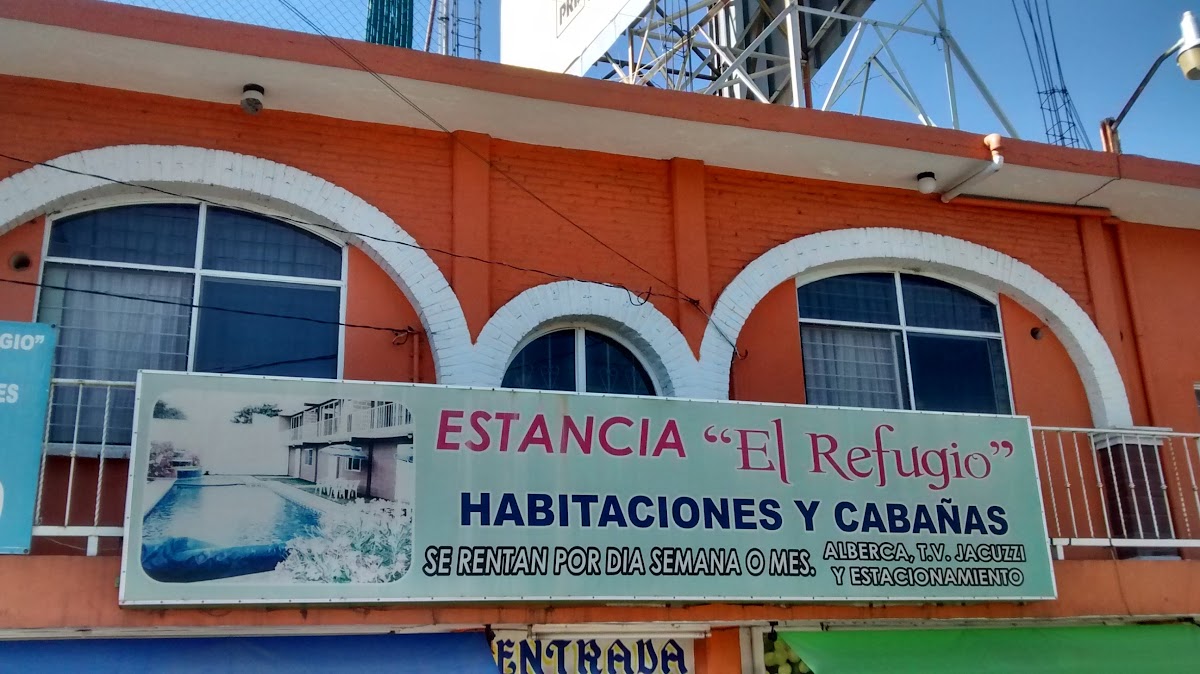 ESTANCIA "El Refugio"
HABITACIONES Y CABAÑAS
SE RENTAN POR DIA SEMANA O MES.
ALBERCA, T.V. JACUZZI
Y ESTACIONAMIENTO
ENTRADA